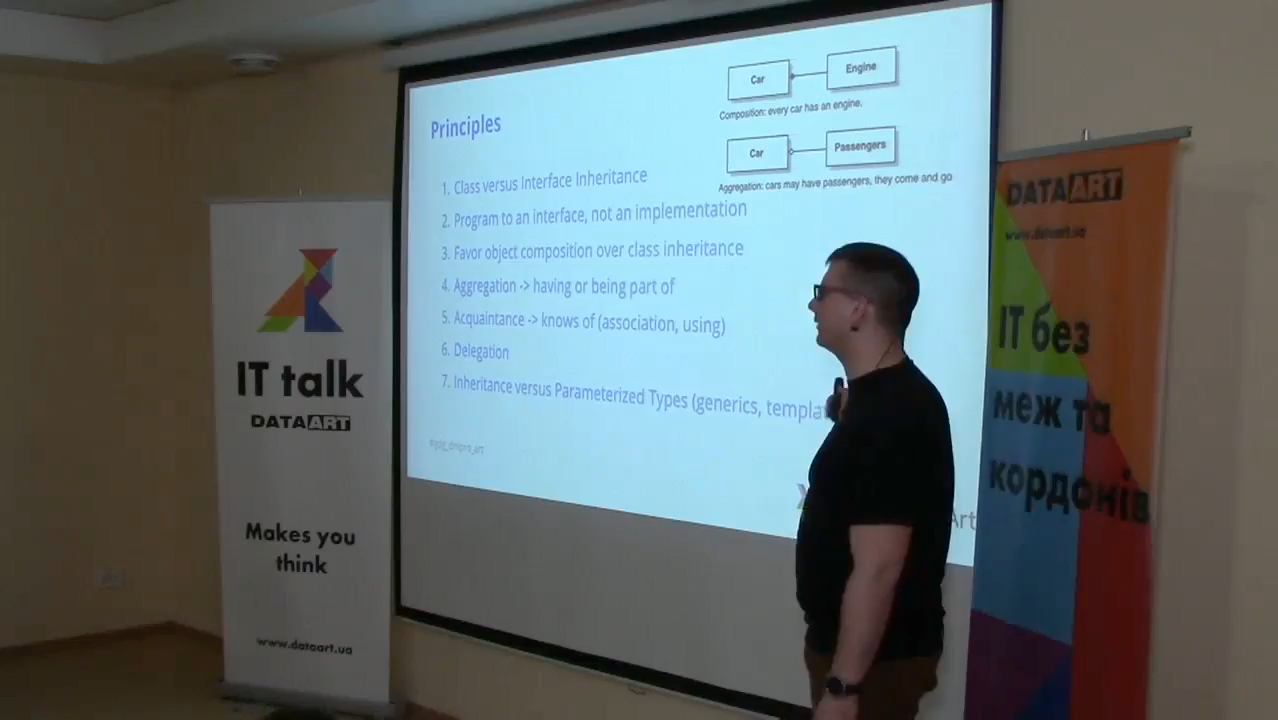 IT talk
DATAART
Makes you
think
www.dataart.ua
Principles
1. Class versus Interface Inheritance
2. Program to an interface, not an implementation
3. Favor object composition over class inheritance
4. Aggregation -> having or being part of
5. Acquaintance -> knows of (association, using)
6. Delegation
7. Inheritance versus Parameterized Types (generics, templa
Car
Engine
Composition: every car has an engine.
Car
Passengers
Aggregation: cars may have passengers, they come and go
Art
DATAART
www.dataart.ua
ІТ без
меж та
кордонів